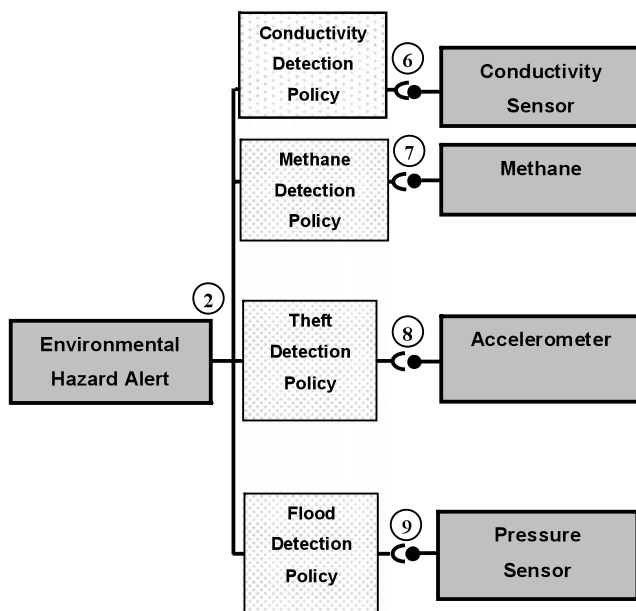 Conductivity
Detection
Policy
6
Conductivity
Sensor
Methane
Detection
Policy
7
Methane
2
Environmental
Hazard Alert
Theft
Detection
Policy
8
Accelerometer
Flood
Detection
Policy
9
Pressure
Sensor